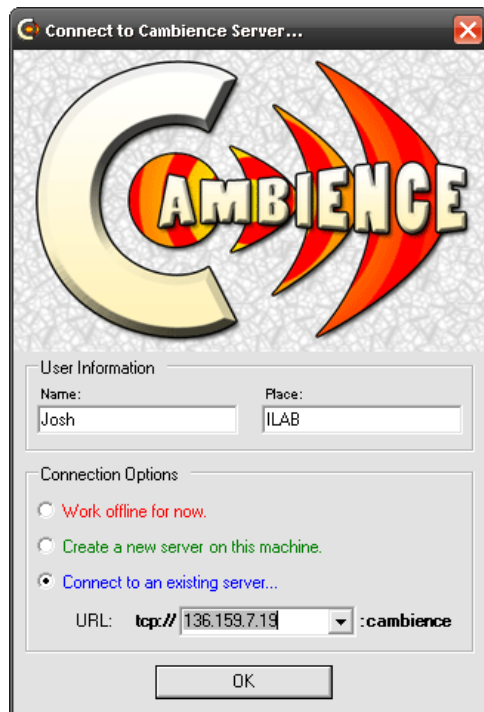 Connect to Cambience Server...
CAMBIENCE
User Information
Name: Place:
Josh ILAB
Connection Options
Work offline for now.
Create a new server on this machine.
Connect to an existing server...
URL: tcp:// 136.159.7.19 :cambience
OK